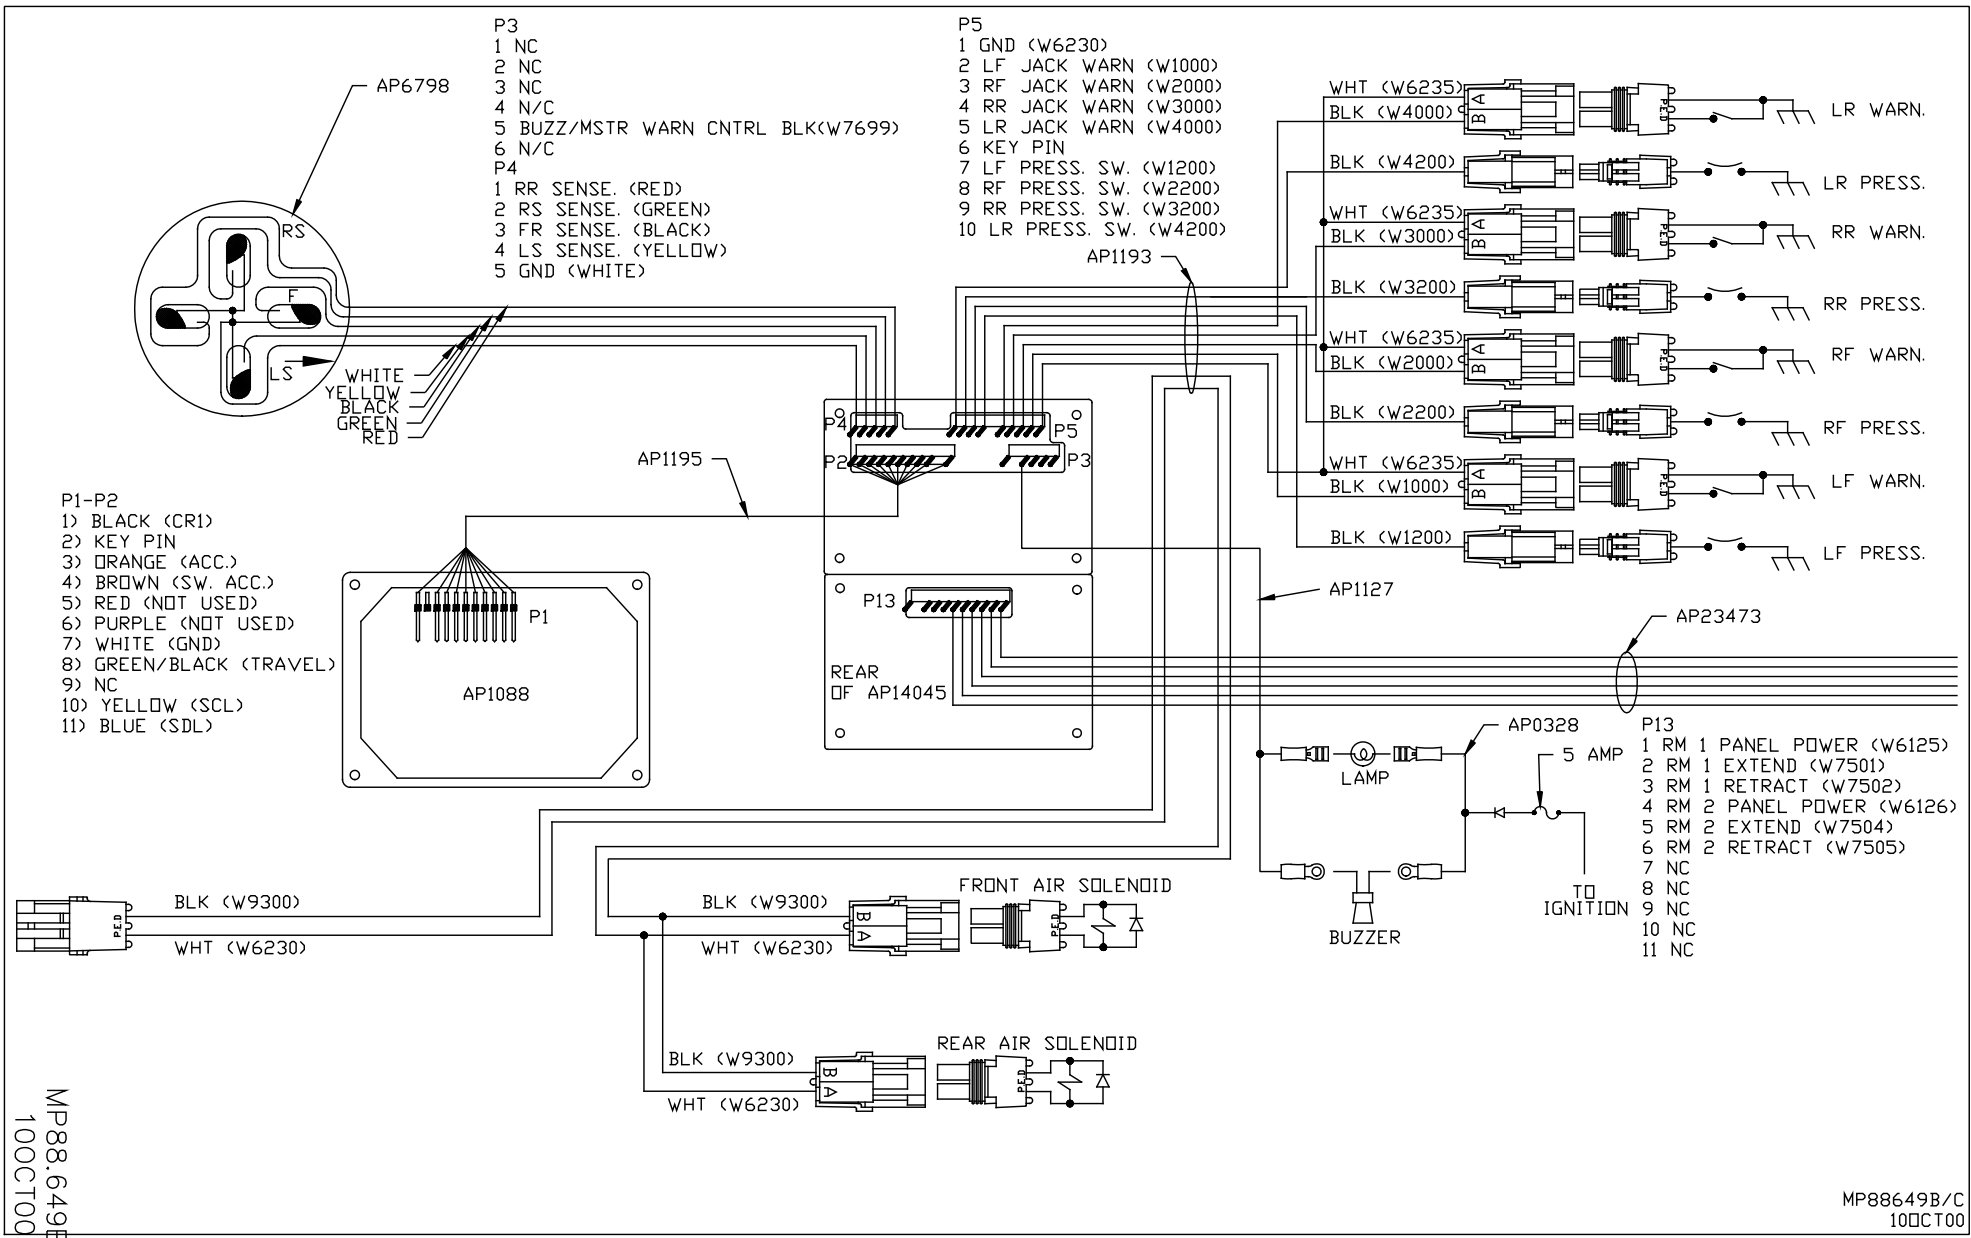 P3
1 NC
2 NC
3 NC
4 N/C
5 BUZZ/MSTR WARN CNTRL BLK(W7699)
6 N/C
P4
1 RR SENSE. (RED)
2 RS SENSE. (GREEN)
3 FR SENSE. (BLACK)
4 LS SENSE. (YELLOW)
5 GND (WHITE)
P5
1 GND (W6230)
2 LF JACK WARN (W1000)
3 RF JACK WARN (W2000)
4 RR JACK WARN (W3000)
5 LR JACK WARN (W4000)
6 KEY PIN
7 LF PRESS. SW. (W1200)
8 RF PRESS. SW. (W2200)
9 RR PRESS. SW. (W3200)
10 LR PRESS. SW. (W4200)
AP6798
RS
F
LS
WHITE
YELLOW
BLACK
GREEN
RED
AP1193
WHT (W6235)
BLK (W4000)
A
B
P.E.D
LR WARN.
BLK (W4200)
LR PRESS.
WHT (W6235)
BLK (W3000)
A
B
P.E.D
RR WARN.
BLK (W3200)
RR PRESS.
WHT (W6235)
BLK (W2000)
A
B
P.E.D
RF WARN.
BLK (W2200)
RF PRESS.
WHT (W6235)
BLK (W1000)
A
B
P.E.D
LF WARN.
BLK (W1200)
LF PRESS.
P4
P5
P2
P3
AP1195
P1-P2
1) BLACK (CR1)
2) KEY PIN
3) ORANGE (ACC.)
4) BROWN (SW. ACC.)
5) RED (NOT USED)
6) PURPLE (NOT USED)
7) WHITE (GND)
8) GREEN/BLACK (TRAVEL)
9) NC
10) YELLOW (SCL)
11) BLUE (SDL)
P1
AP1088
P13
REAR
OF AP14045
AP1127
AP23473
AP0328
5 AMP
LAMP
TO
IGNITION
BUZZER
P13
1 RM 1 PANEL POWER (W6125)
2 RM 1 EXTEND (W7501)
3 RM 1 RETRACT (W7502)
4 RM 2 PANEL POWER (W6126)
5 RM 2 EXTEND (W7504)
6 RM 2 RETRACT (W7505)
7 NC
8 NC
9 NC
10 NC
11 NC
P.E.D
BLK (W9300)
WHT (W6230)
BLK (W9300)
WHT (W6230)
B
A
FRONT AIR SOLENOID
P.E.D
BLK (W9300)
WHT (W6230)
B
A
REAR AIR SOLENOID
P.E.D
MP88.649B
10OCT00
MP88649B/C
10OCT00